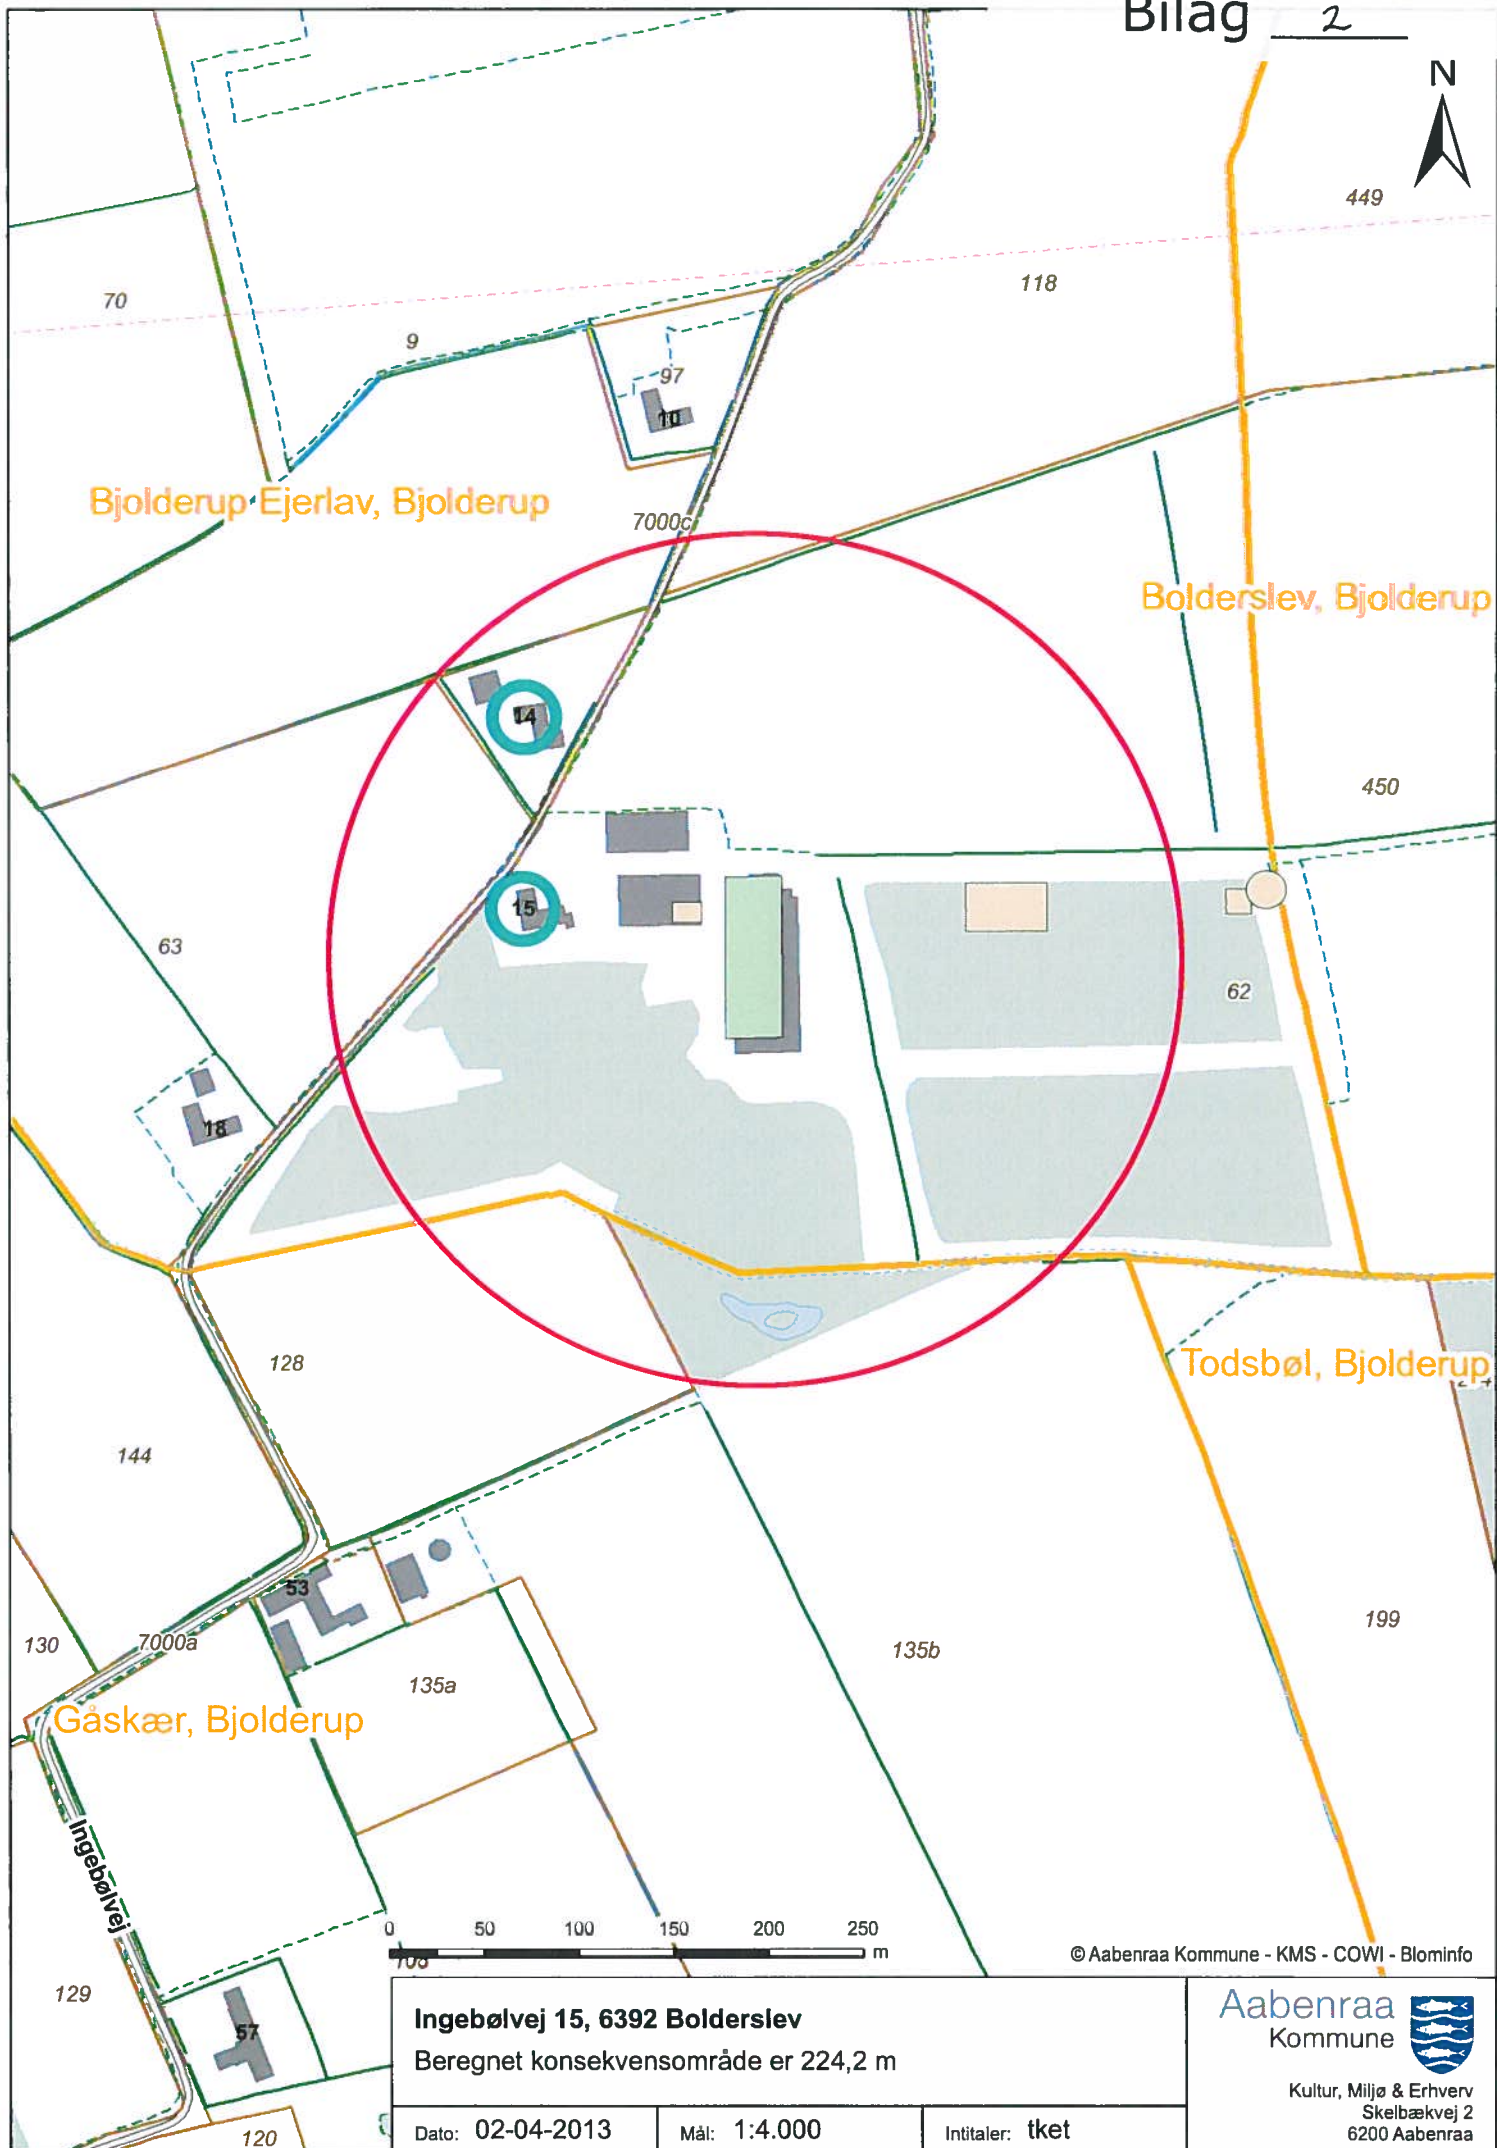 Bilag 2
N
449
118
70
9
97
10
Bjolderup Ejerlav, Bjolderup
7000c
Bolderslev, Bjolderup
14
450
15
63
62
18
128
Todsbøl, Bjolderup
144
53
199
130
7000a
135b
135a
Gåskær, Bjolderup
Ingebølvej
0 50 100 150 200 250
m
© Aabenraa Kommune - KMS - COWI - Blominfo
129
57
120
Ingebølvej 15, 6392 Bolderslev
Beregnet konsekvensområde er 224,2 m
Dato: 02-04-2013
Mål: 1:4.000
Intitaler: tket
Aabenraa
Kommune
Kultur, Miljø & Erhverv
Skelbækvej 2
6200 Aabenraa